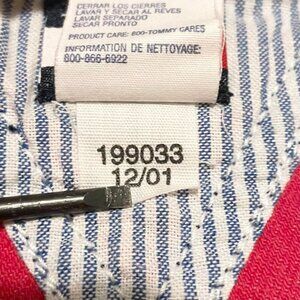 CERRAR LOS CIERRES
LAVAR Y SECAR AL REVES
LAVAR SEPARADO
SECAR PRONTO
PRODUCT CARE: 800-TOMMY CARES
INFORMATION DE NETTOYAGE:
800-866-6922
199033
12/01